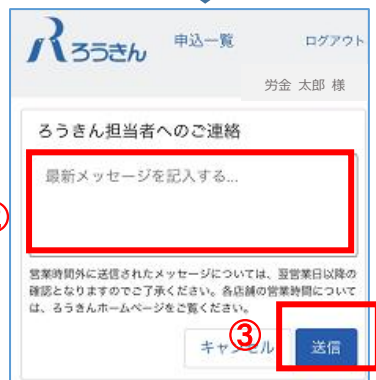 ろうきん 申込一覧 ログアウト
労金 太郎 様
ろうきん担当者へのご連絡
最新メッセージを記入する...
営業時間外に送信されたメッセージについては、翌営業日以降の
確認となりますのでご了承ください。各店舗の営業時間について
は、ろうきんホームページをご覧ください。
キャンセル ③ 送信